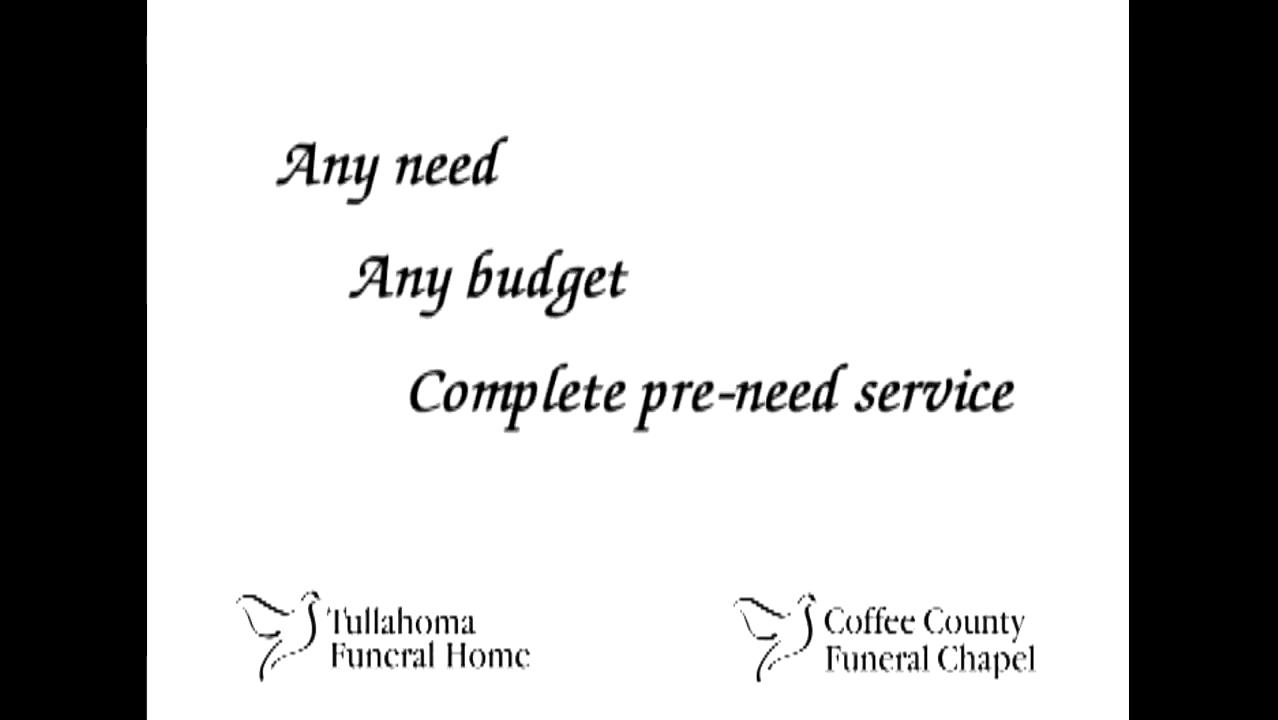 Any need
Any budget
Complete pre-need service
Tullahoma
Funeral Home
Coffee County
Funeral Chapel